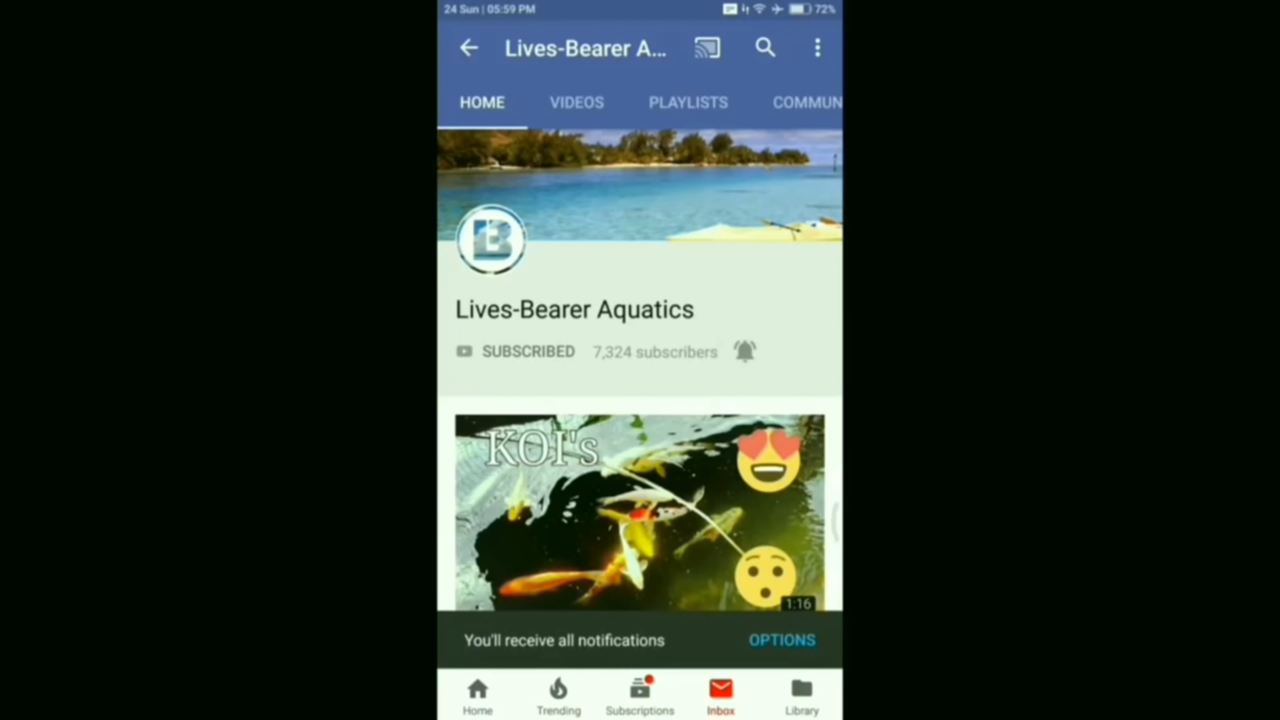 24 Sun | 05:59 PM 72%
Lives-Bearer A...
HOME VIDEOS PLAYLISTS COMMUN
B
Lives-Bearer Aquatics
SUBSCRIBED 7,324 subscribers
KOI's
1:16
You'll receive all notifications OPTIONS
Home Trending Subscriptions Inbox Library